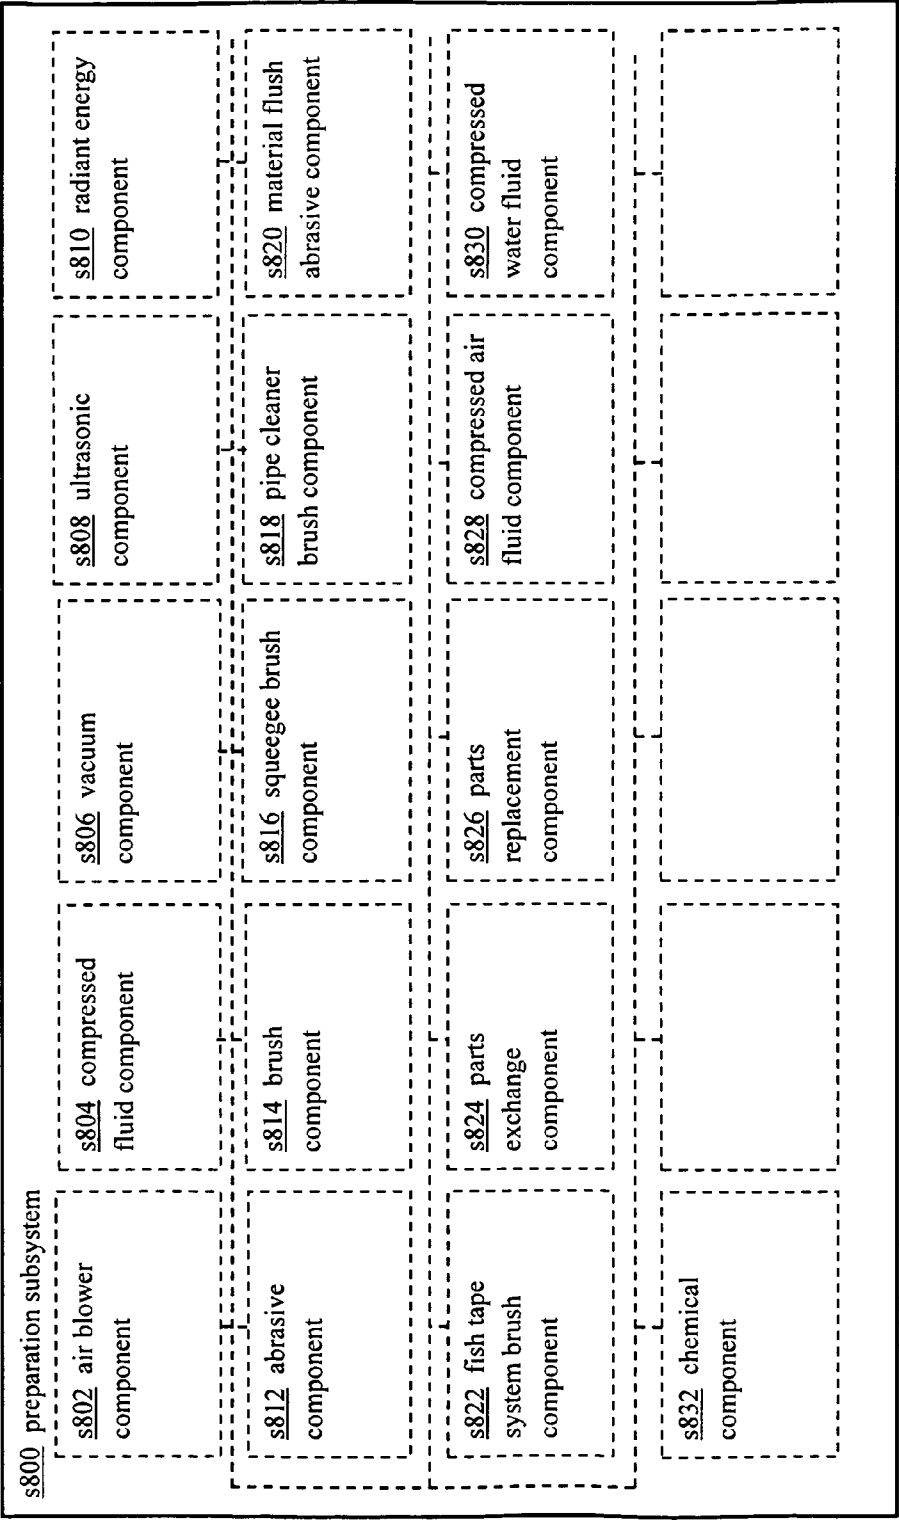 s800 preparation subsystem
s802 air blower
component
s804 compressed
fluid component
s806 vacuum
component
s808 ultrasonic
component
s810 radiant energy
component
s812 abrasive
component
s814 brush
component
s816 squeegee brush
component
s818 pipe cleaner
brush component
s820 material flush
abrasive component
s822 fish tape
system brush
component
s824 parts
exchange
component
s826 parts
replacement
component
s828 compressed air
fluid component
s830 compressed
water fluid
component
s832 chemical
component